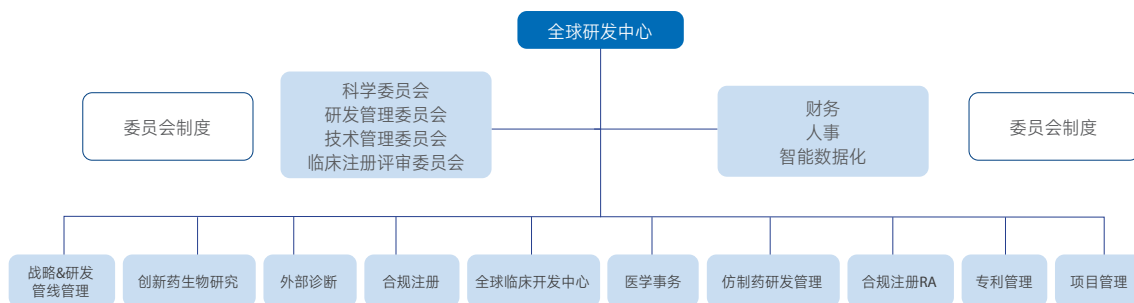 全球研发中心
委员会制度
科学委员会
研发管理委员会
技术管理委员会
临床注册评审委员会
财务
人事
智能数据化
委员会制度
战略&研发
管线管理
创新药生物研究
外部诊断
合规注册
全球临床开发中心
医学事务
仿制药研发管理
合规注册RA
专利管理
项目管理